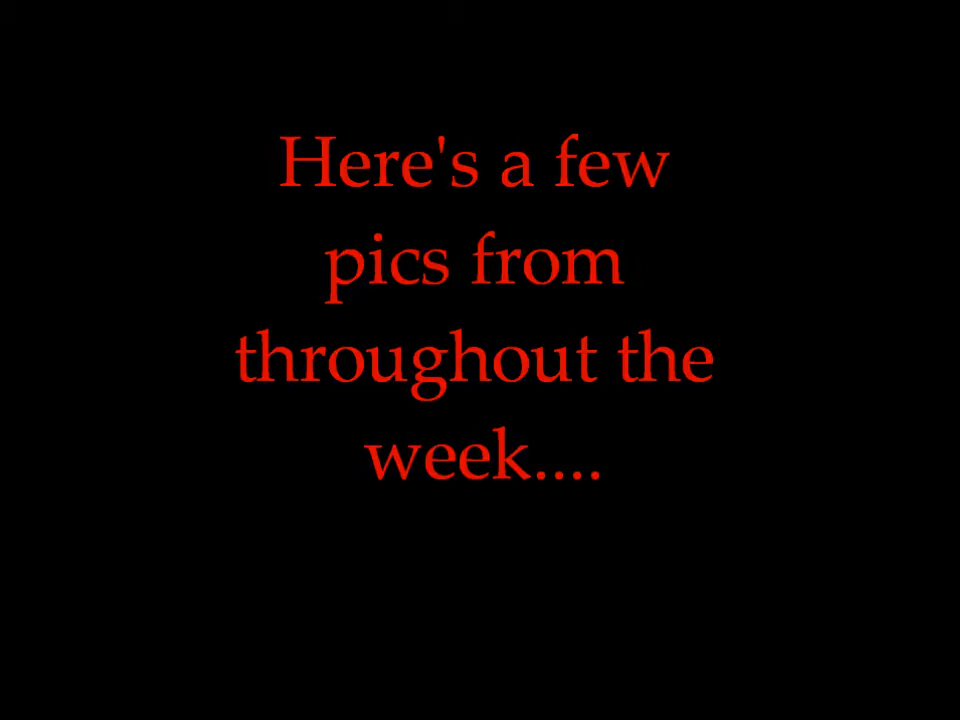 Here's a few
pics from
throughout the
week....